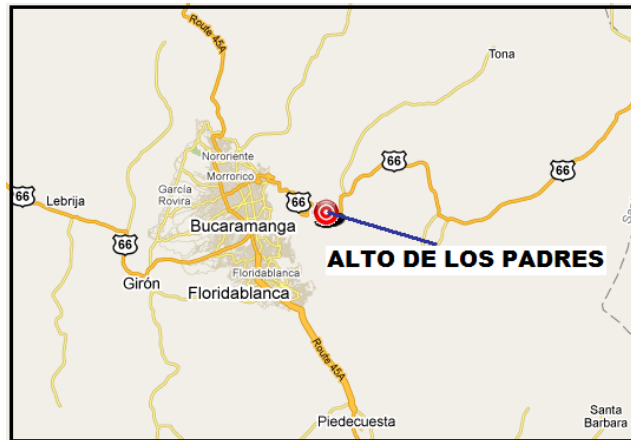 Route 45A
Tona
66
66
Nororiente
Morrorico
García
Rovira
66
66
Lebrija
Bucaramanga
66
ALTO DE LOS PADRES
Floridablanca
Girón
Floridablanca
Route 45A
Santa
Barbara
Piedecuesta